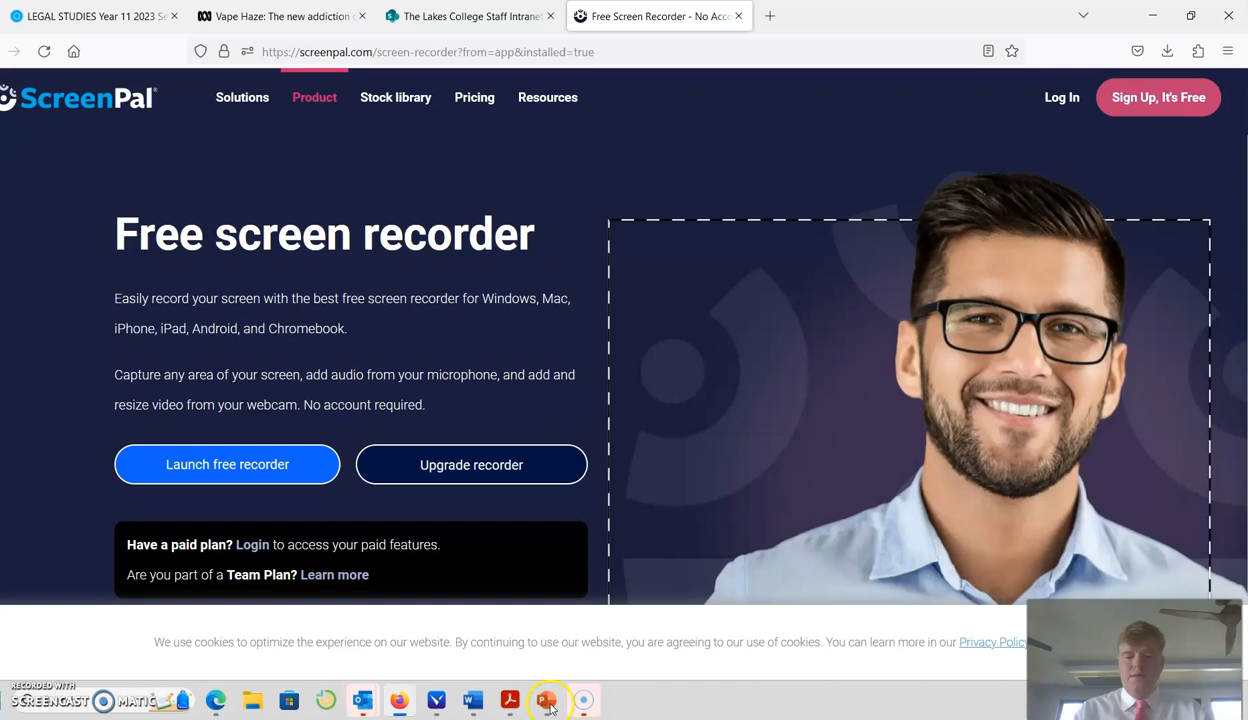 LEGAL STUDIES Year 11 2023 Se
Vape Haze: The new addiction o
The Lakes College Staff Intranet
Free Screen Recorder - No Acco
https://screenpal.com/screen-recorder?from=app&installed=true
ScreenPal
Solutions
Product
Stock library
Pricing
Resources
Log In
Sign Up, It's Free
Free screen recorder
Easily record your screen with the best free screen recorder for Windows, Mac,
iPhone, iPad, Android, and Chromebook.
Capture any area of your screen, add audio from your microphone, and add and
resize video from your webcam. No account required.
Launch free recorder
Upgrade recorder
Have a paid plan? Login to access your paid features.
Are you part of a Team Plan? Learn more
We use cookies to optimize the experience on our website. By continuing to use our website, you are agreeing to our use of cookies. You can learn more in our Privacy Policy
RECORDED WITH
SCREENCAST MATIC